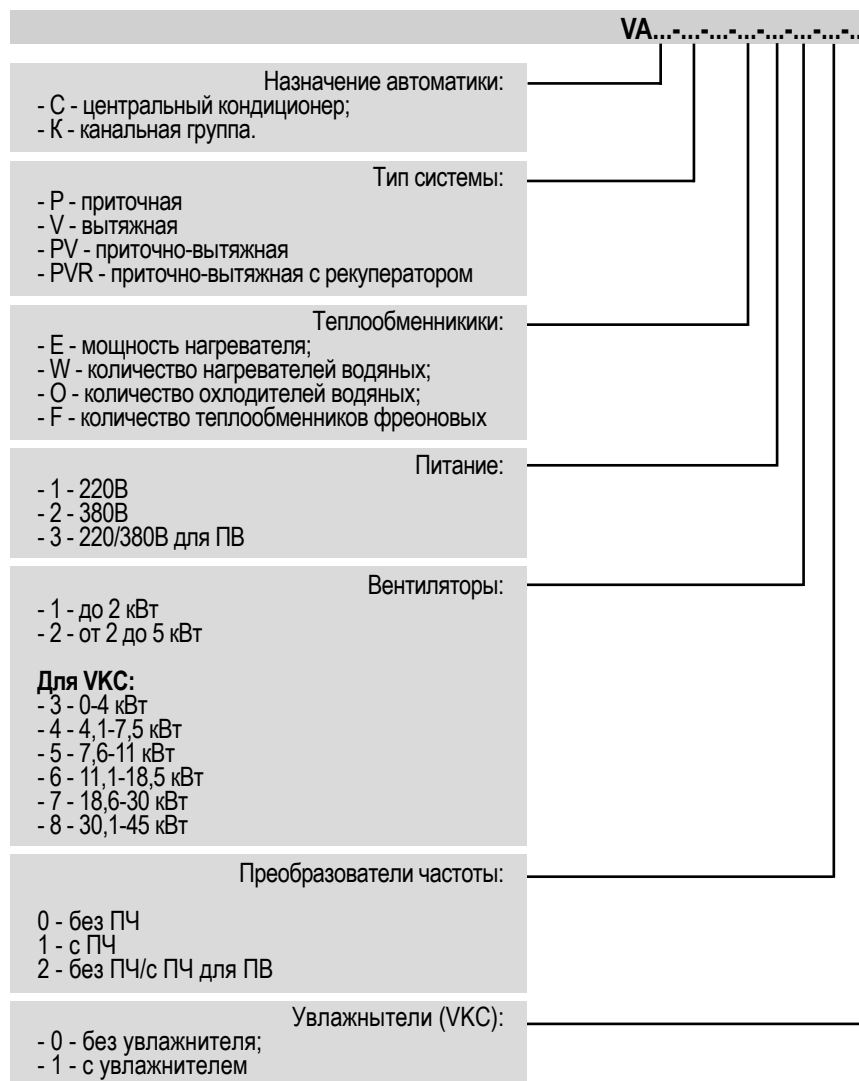 VA...-...-...-...-...-...-...-..
Назначение автоматики:
- С - центральный кондиционер;
- К - канальная группа.
Тип системы:
- P - приточная
- V - вытяжная
- PV - приточно-вытяжная
- PVR - приточно-вытяжная с рекуператором
Теплообменникики:
- E - мощность нагревателя;
- W - количество нагревателей водяных;
- O - количество охлодителей водяных;
- F - количество теплообменников фреоновых
Питание:
- 1 - 220В
- 2 - 380В
- 3 - 220/380В для ПВ
Вентиляторы:
- 1 - до 2 кВт
- 2 - от 2 до 5 кВт
Для VKC:
- 3 - 0-4 кВт
- 4 - 4,1-7,5 кВт
- 5 - 7,6-11 кВт
- 6 - 11,1-18,5 кВт
- 7 - 18,6-30 кВт
- 8 - 30,1-45 кВт
Преобразователи частоты:
0 - без ПЧ
1 - с ПЧ
2 - без ПЧ/с ПЧ для ПВ
Увлажнытели (VKC):
- 0 - без увлажнителя;
- 1 - с увлажнителем